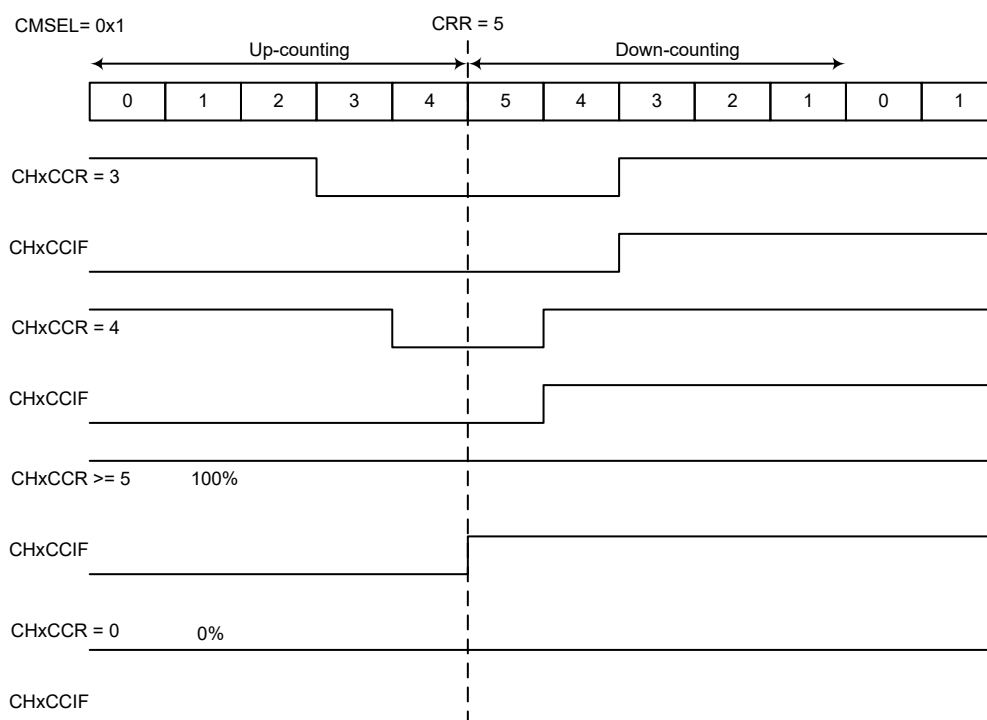 CMSEL= 0x1
CRR = 5
Up-counting
Down-counting
0 1 2 3 4 5 4 3 2 1 0 1
CHxCCR = 3
CHxCCIF
CHxCCR = 4
CHxCCIF
CHxCCR >= 5 100%
CHxCCIF
CHxCCR = 0 0%
CHxCCIF